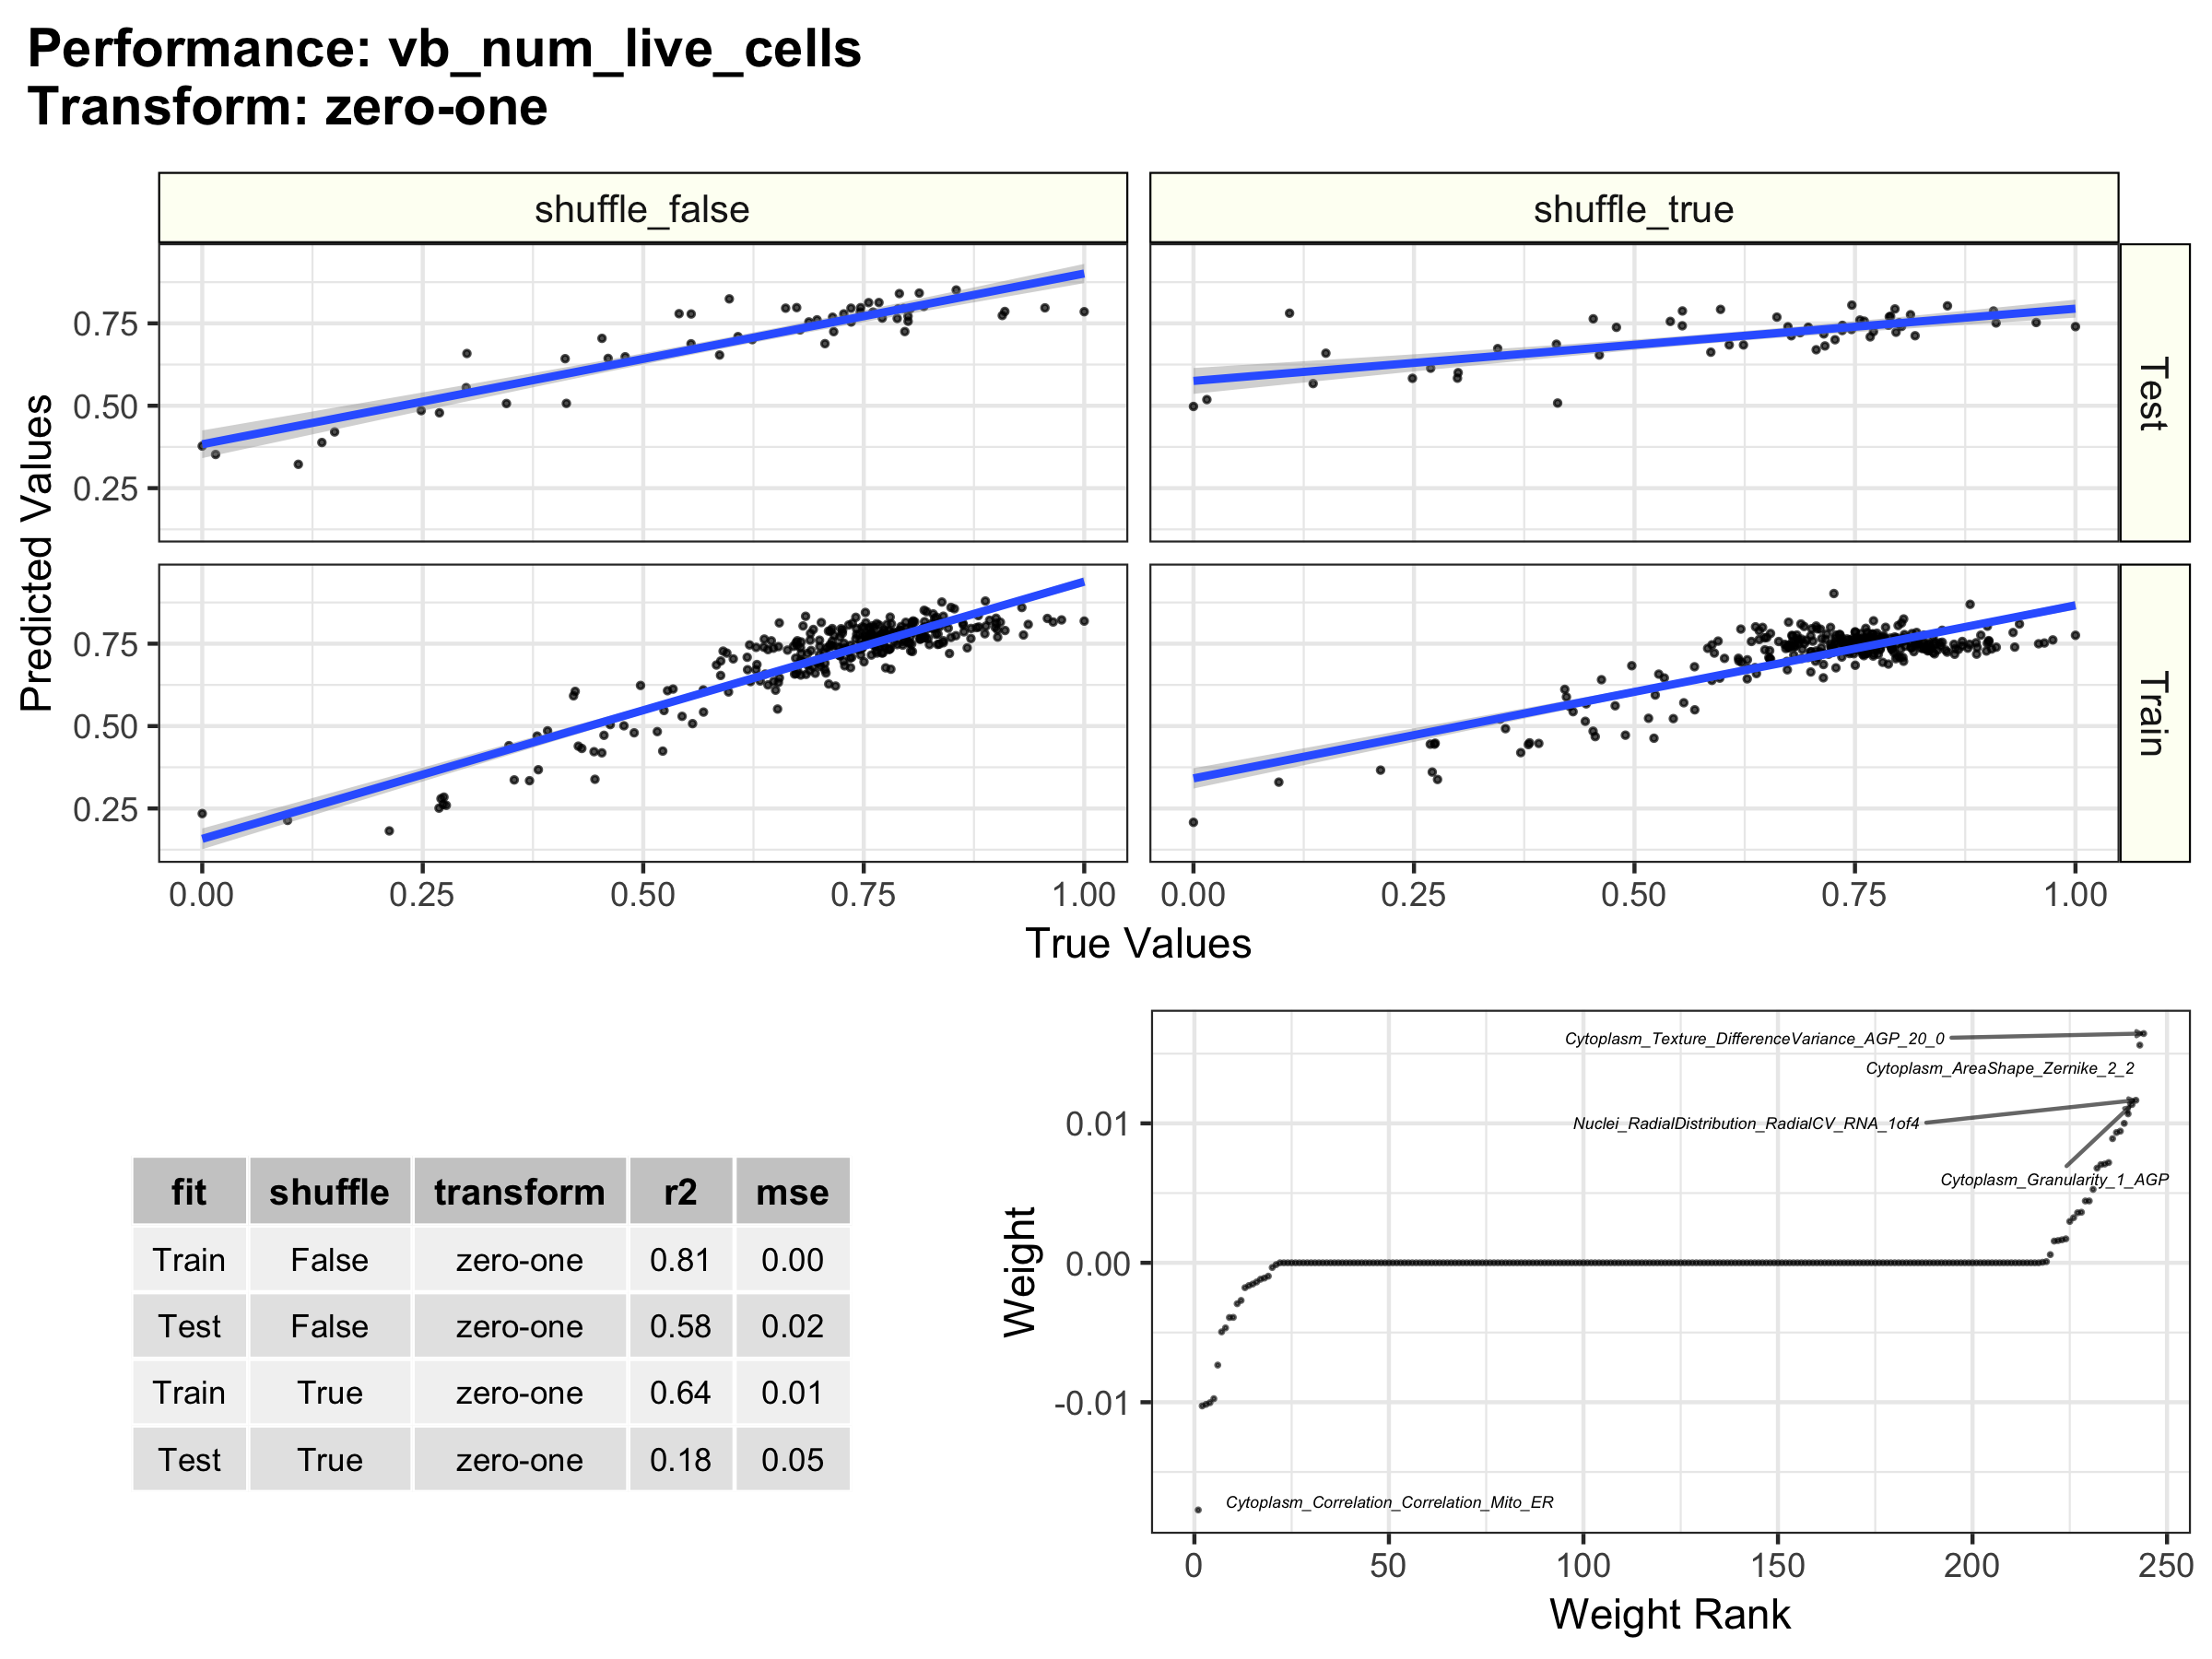 Performance: vb_num_live_cells
Transform: zero-one
shuffle_false
shuffle_true
Predicted Values
0.75
0.50
0.25
Test
0.75
0.50
0.25
Train
0.00 0.25 0.50 0.75 1.00
0.00 0.25 0.50 0.75 1.00
True Values
fit shuffle transform r2 mse
Train False zero-one 0.81 0.00
Test False zero-one 0.58 0.02
Train True zero-one 0.64 0.01
Test True zero-one 0.18 0.05
Weight
0.01
0.00
-0.01
Cytoplasm_Texture_DifferenceVariance_AGP_20_0
Cytoplasm_AreaShape_Zernike_2_2
Nuclei_RadialDistribution_RadialCV_RNA_1of4
Cytoplasm_Granularity_1_AGP
Cytoplasm_Correlation_Correlation_Mito_ER
0 50 100 150 200 250
Weight Rank